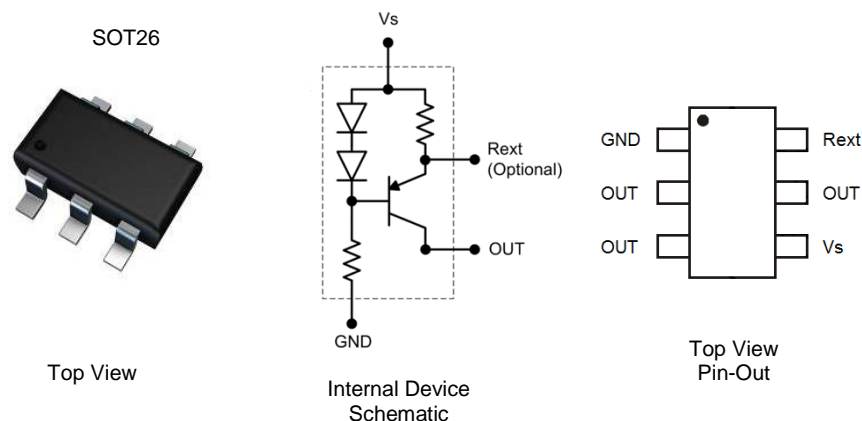 SOT26
Top View
Vs
Rext
(Optional)
OUT
GND
Internal Device
Schematic
GND
Rext
OUT
OUT
OUT
Vs
Top View
Pin-Out